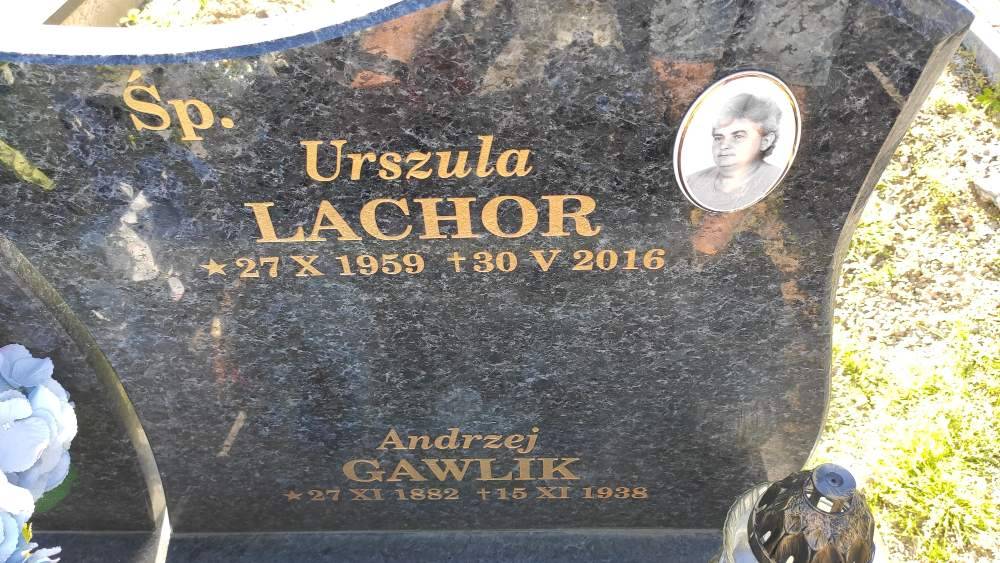 Śp.
Urszula
LACHOR
★27 X 1959 †30 V 2016
Andrzej
GAWLIK
★27 XI 1882 †15 XI 1938